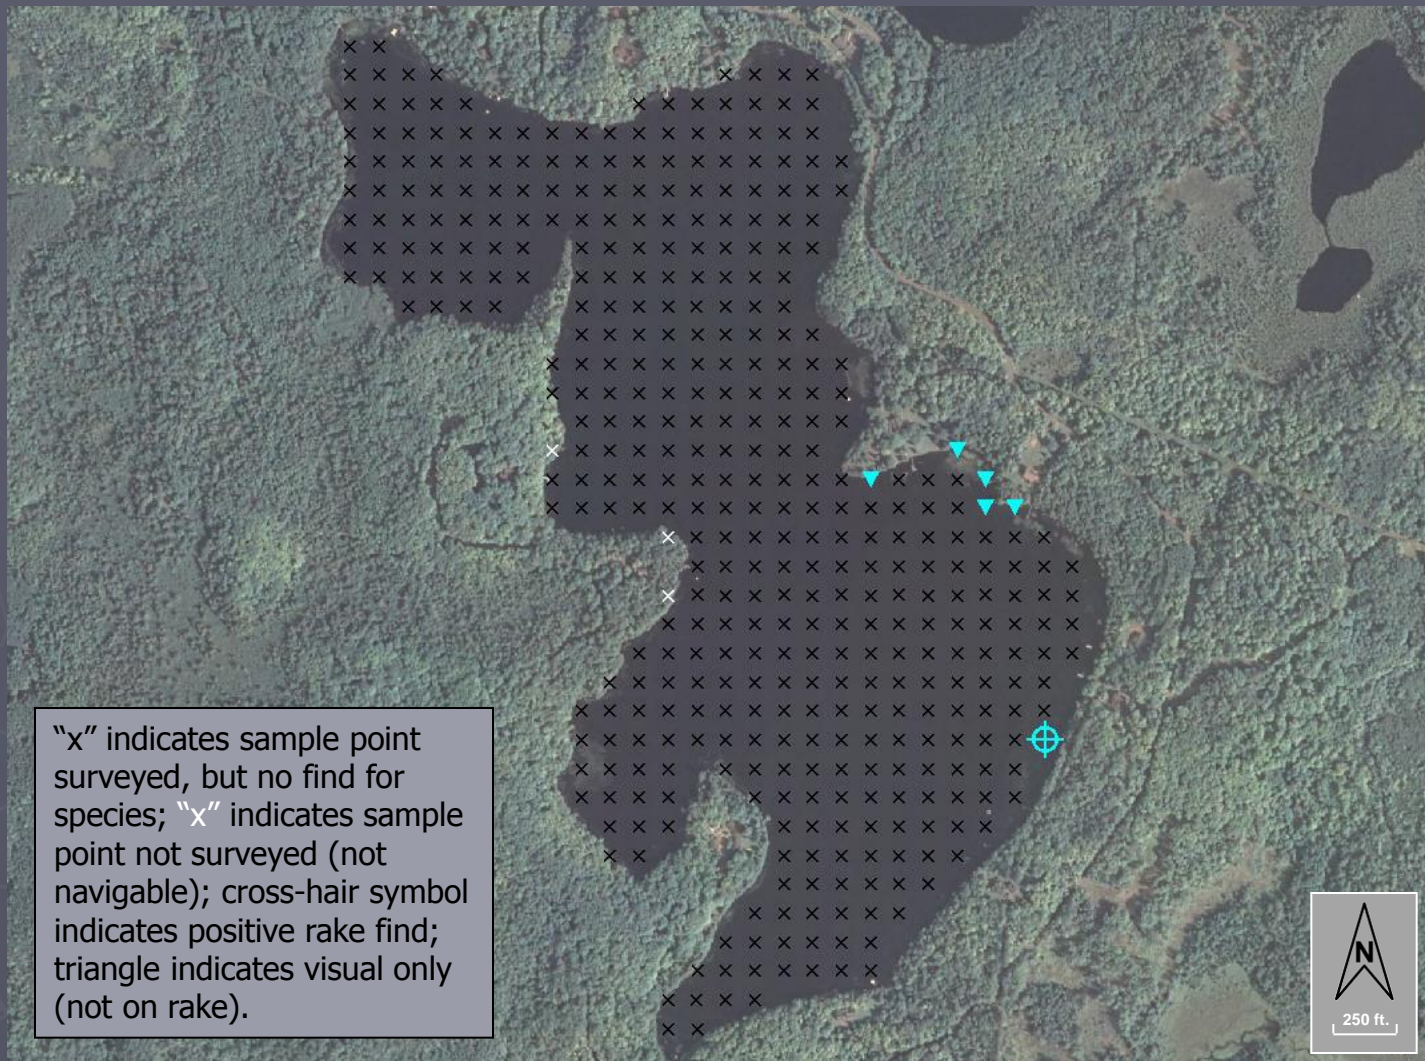 “x” indicates sample point
surveyed, but no find for
species; “x” indicates sample
point not surveyed (not
navigable); cross-hair symbol
indicates positive rake find;
triangle indicates visual only
(not on rake).
N
250 ft.